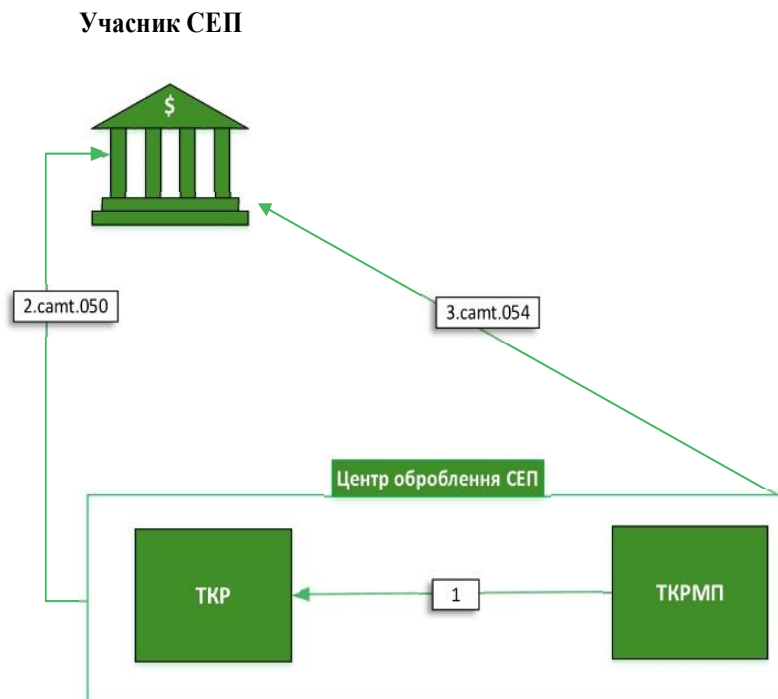 Учасник СЕП
$
2.camt.050
3.camt.054
Центр оброблення СЕП
ТКР
1
ТКРМП